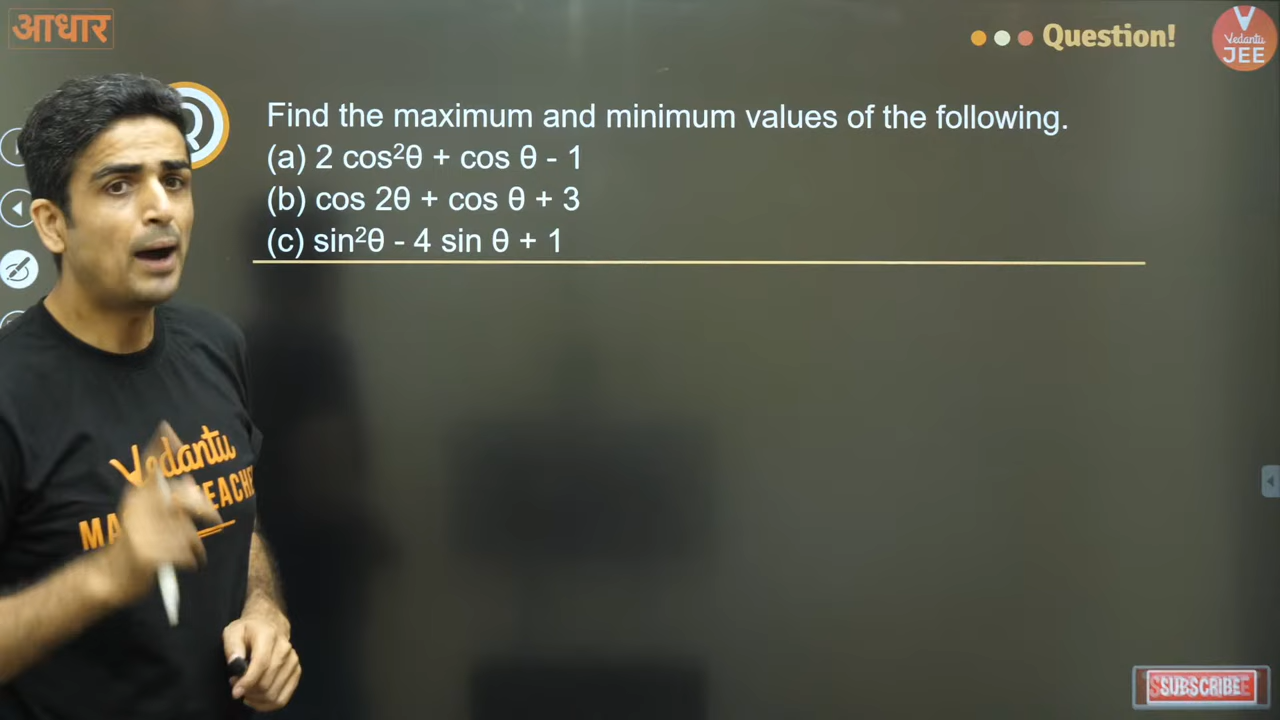 आधार
Question!
Vedantu
JEE
Find the maximum and minimum values of the following.
(a) 2 cos²θ + cos θ - 1
(b) cos 2θ + cos θ + 3
(c) sin²θ - 4 sin θ + 1
Vedantu
SUBSCRIBE